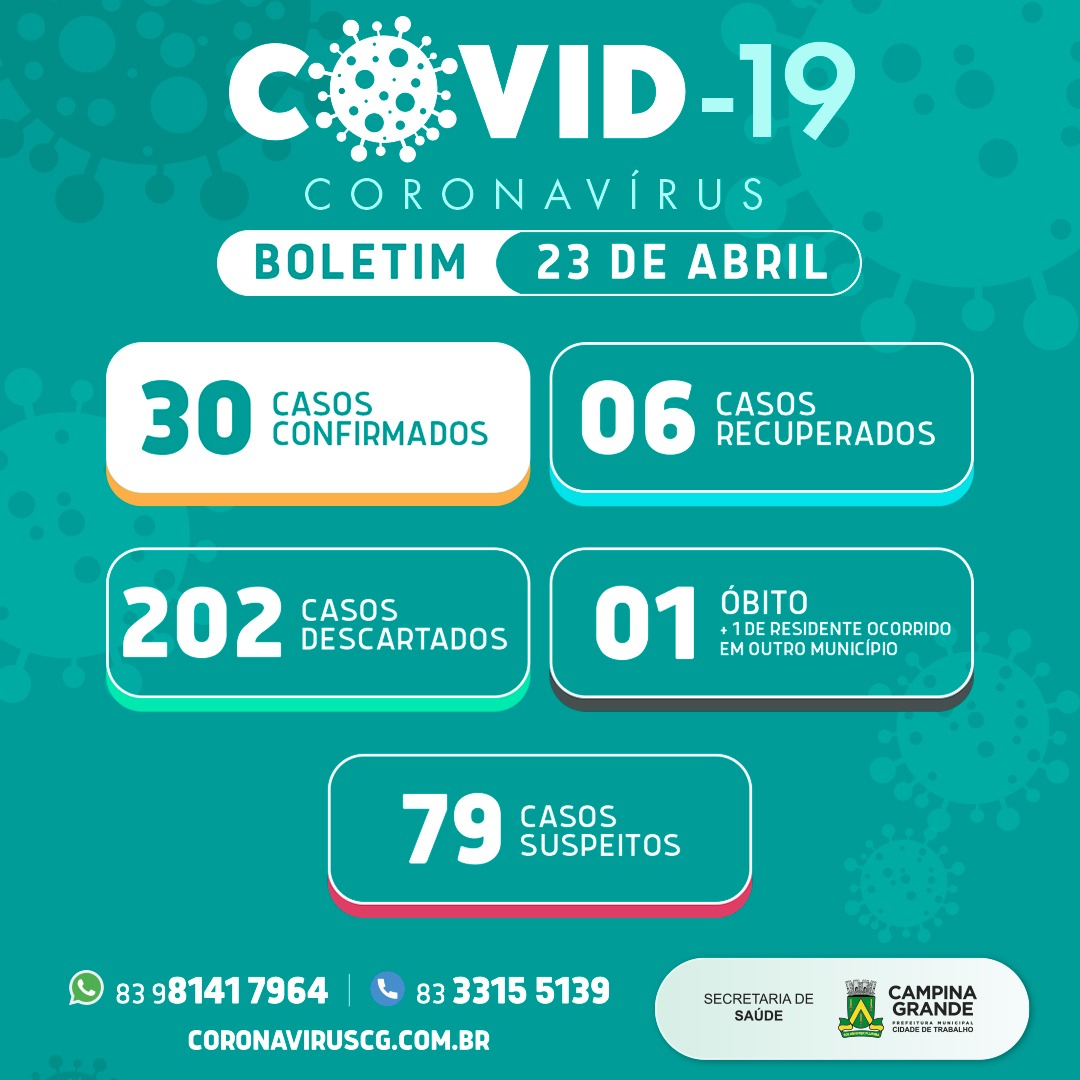 COVID-19
CORONAVÍRUS
BOLETIM 23 DE ABRIL
30 CASOS
CONFIRMADOS
06 CASOS
RECUPERADOS
202 CASOS
DESCARTADOS
01 ÓBITO
+ 1 DE RESIDENTE OCORRIDO
EM OUTRO MUNICÍPIO
79 CASOS
SUSPEITOS
83 98141 7964 | 83 3315 5139
CORONAVIRUSCG.COM.BR
SECRETARIA DE
SAÚDE
CAMPINA
GRANDE
PREFEITURA MUNICIPAL
CIDADE DE TRABALHO